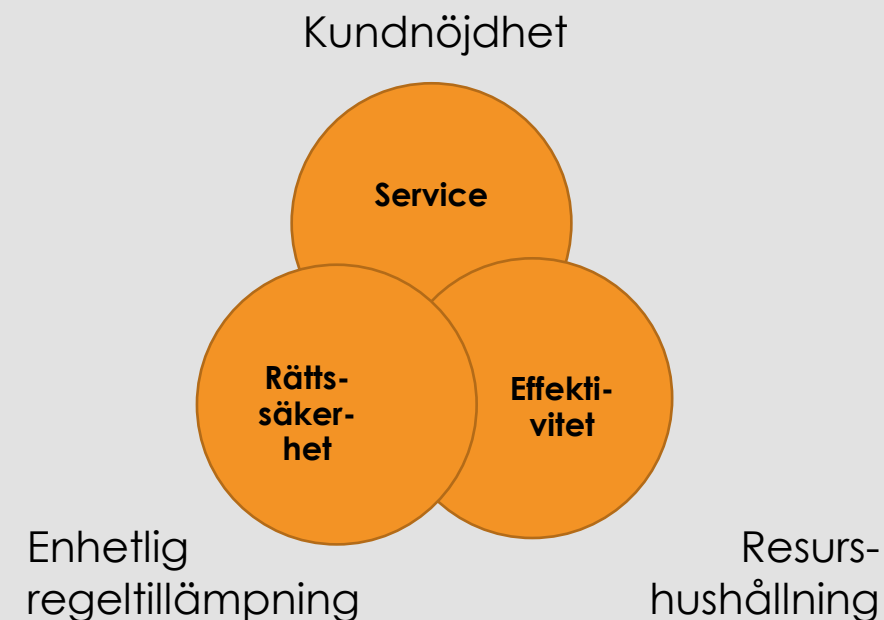 Kundnöjdhet
Service
Rätts-
säker-
het
Effekti-
vitet
Enhetlig
regeltillämpning
Resurs-
hushållning